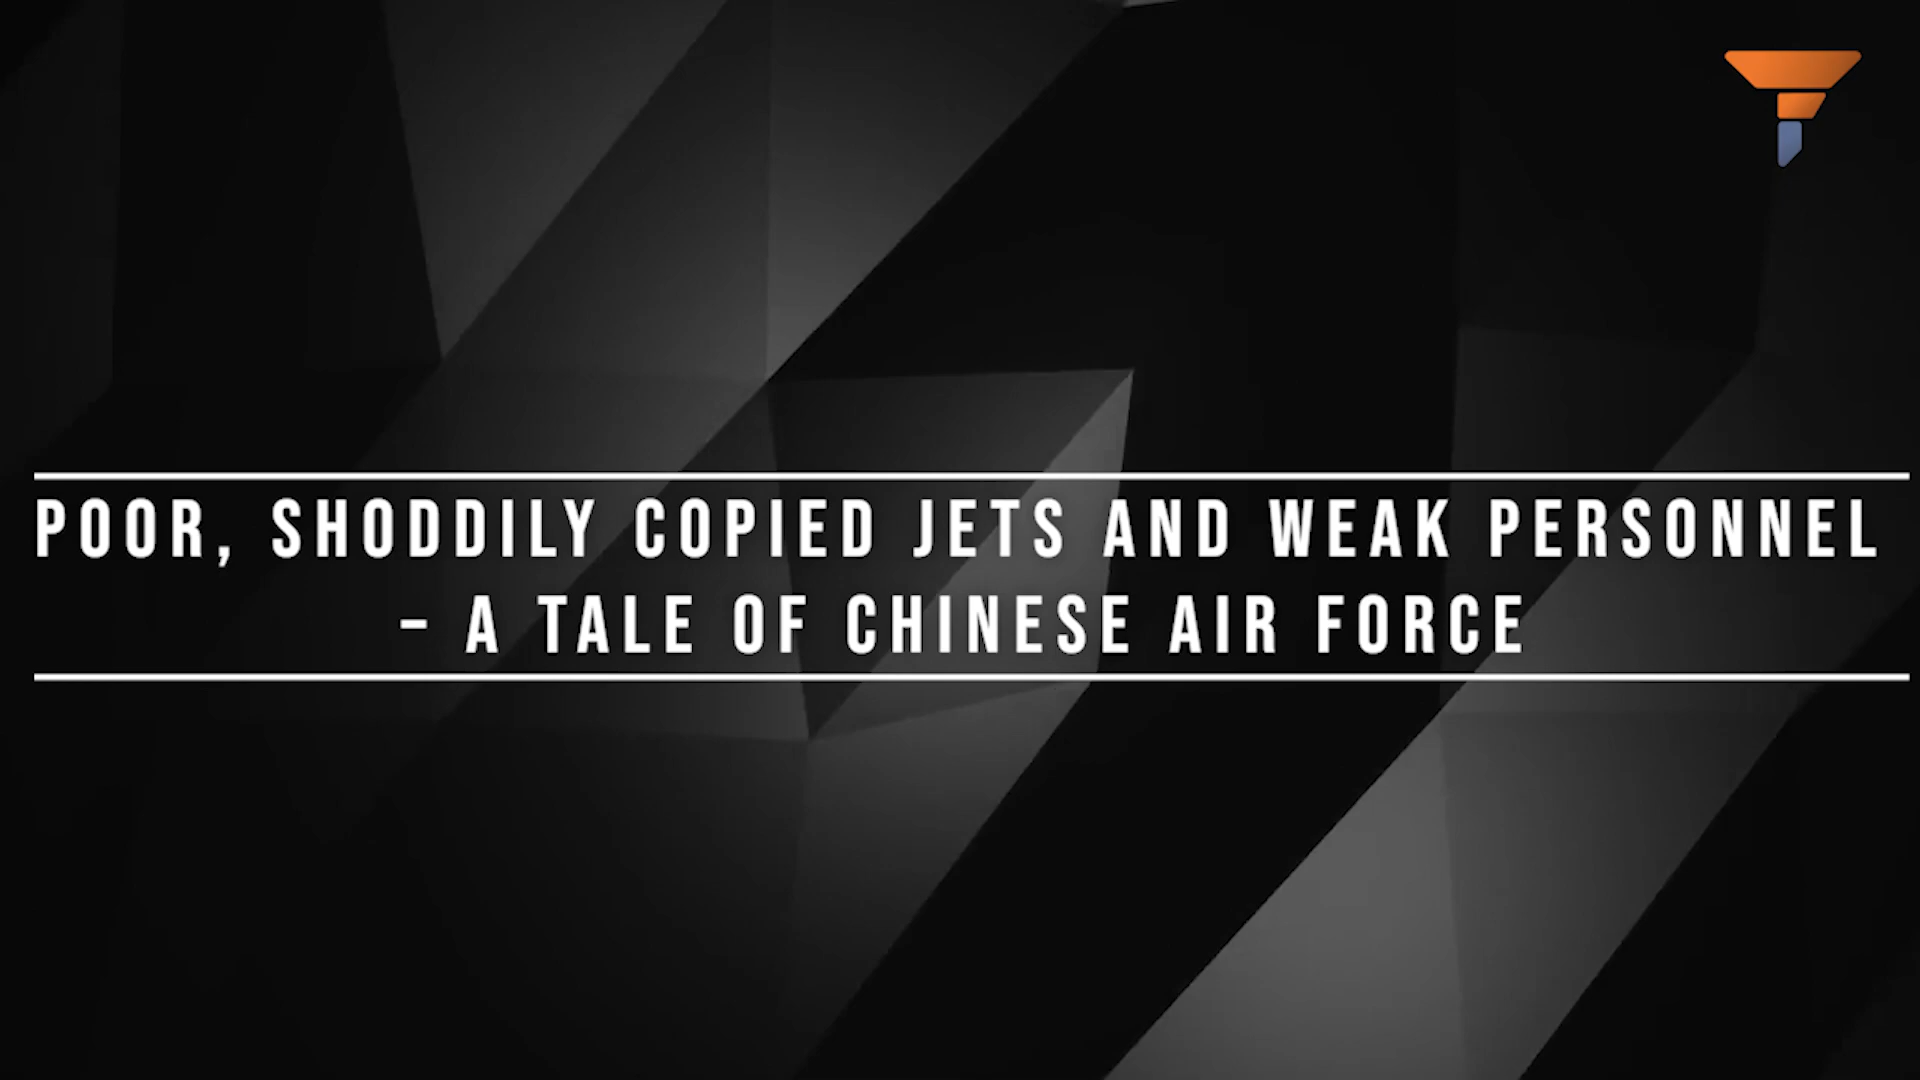 POOR, SHODDILY COPIED JETS AND WEAK PERSONNEL
– A TALE OF CHINESE AIR FORCE